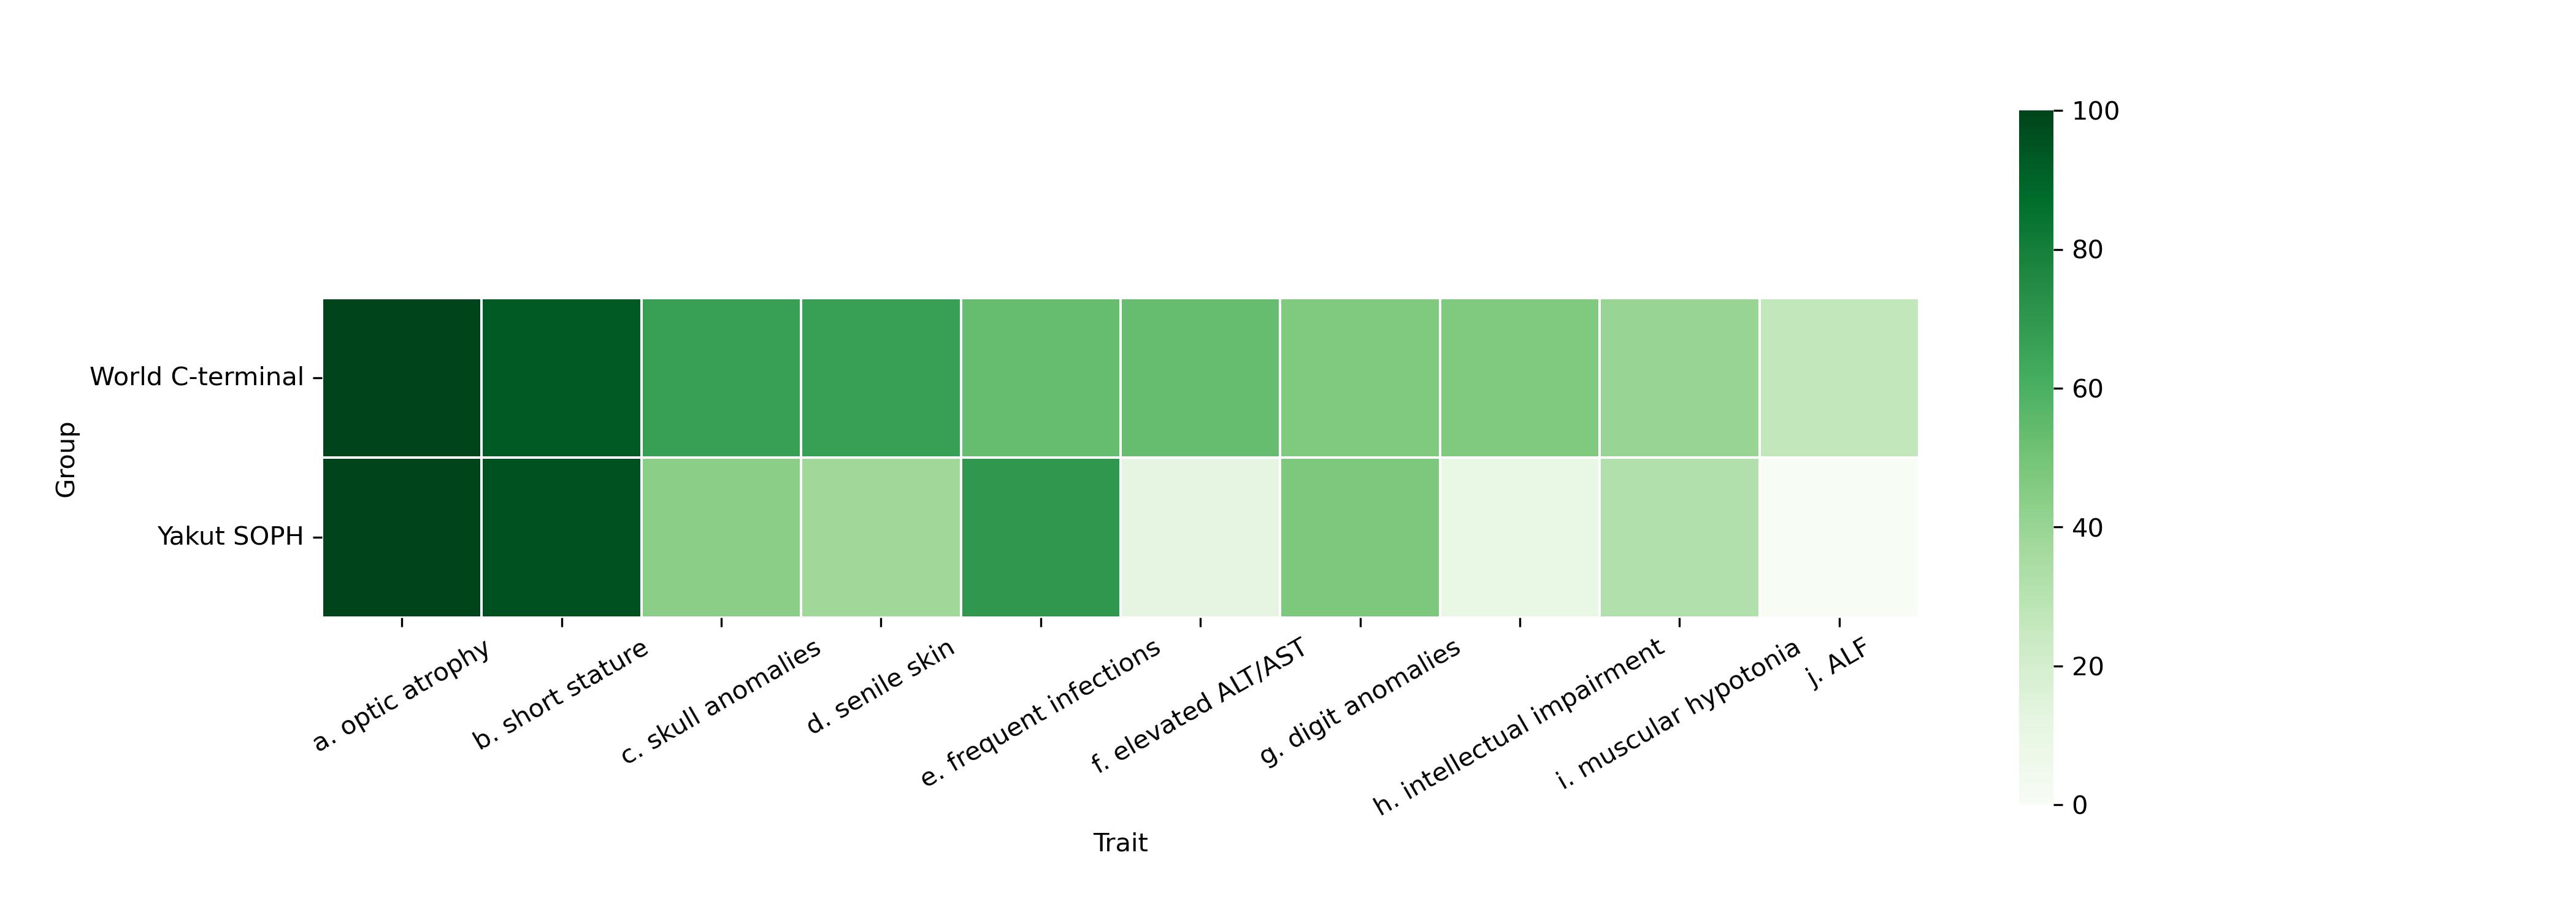 100
80
60
40
20
0
World C-terminal
Yakut SOPH
Group
a. optic atrophy
b. short stature
c. skull anomalies
d. senile skin
e. frequent infections
f. elevated ALT/AST
g. digit anomalies
h. intellectual impairment
i. muscular hypotonia
j. ALF
Trait